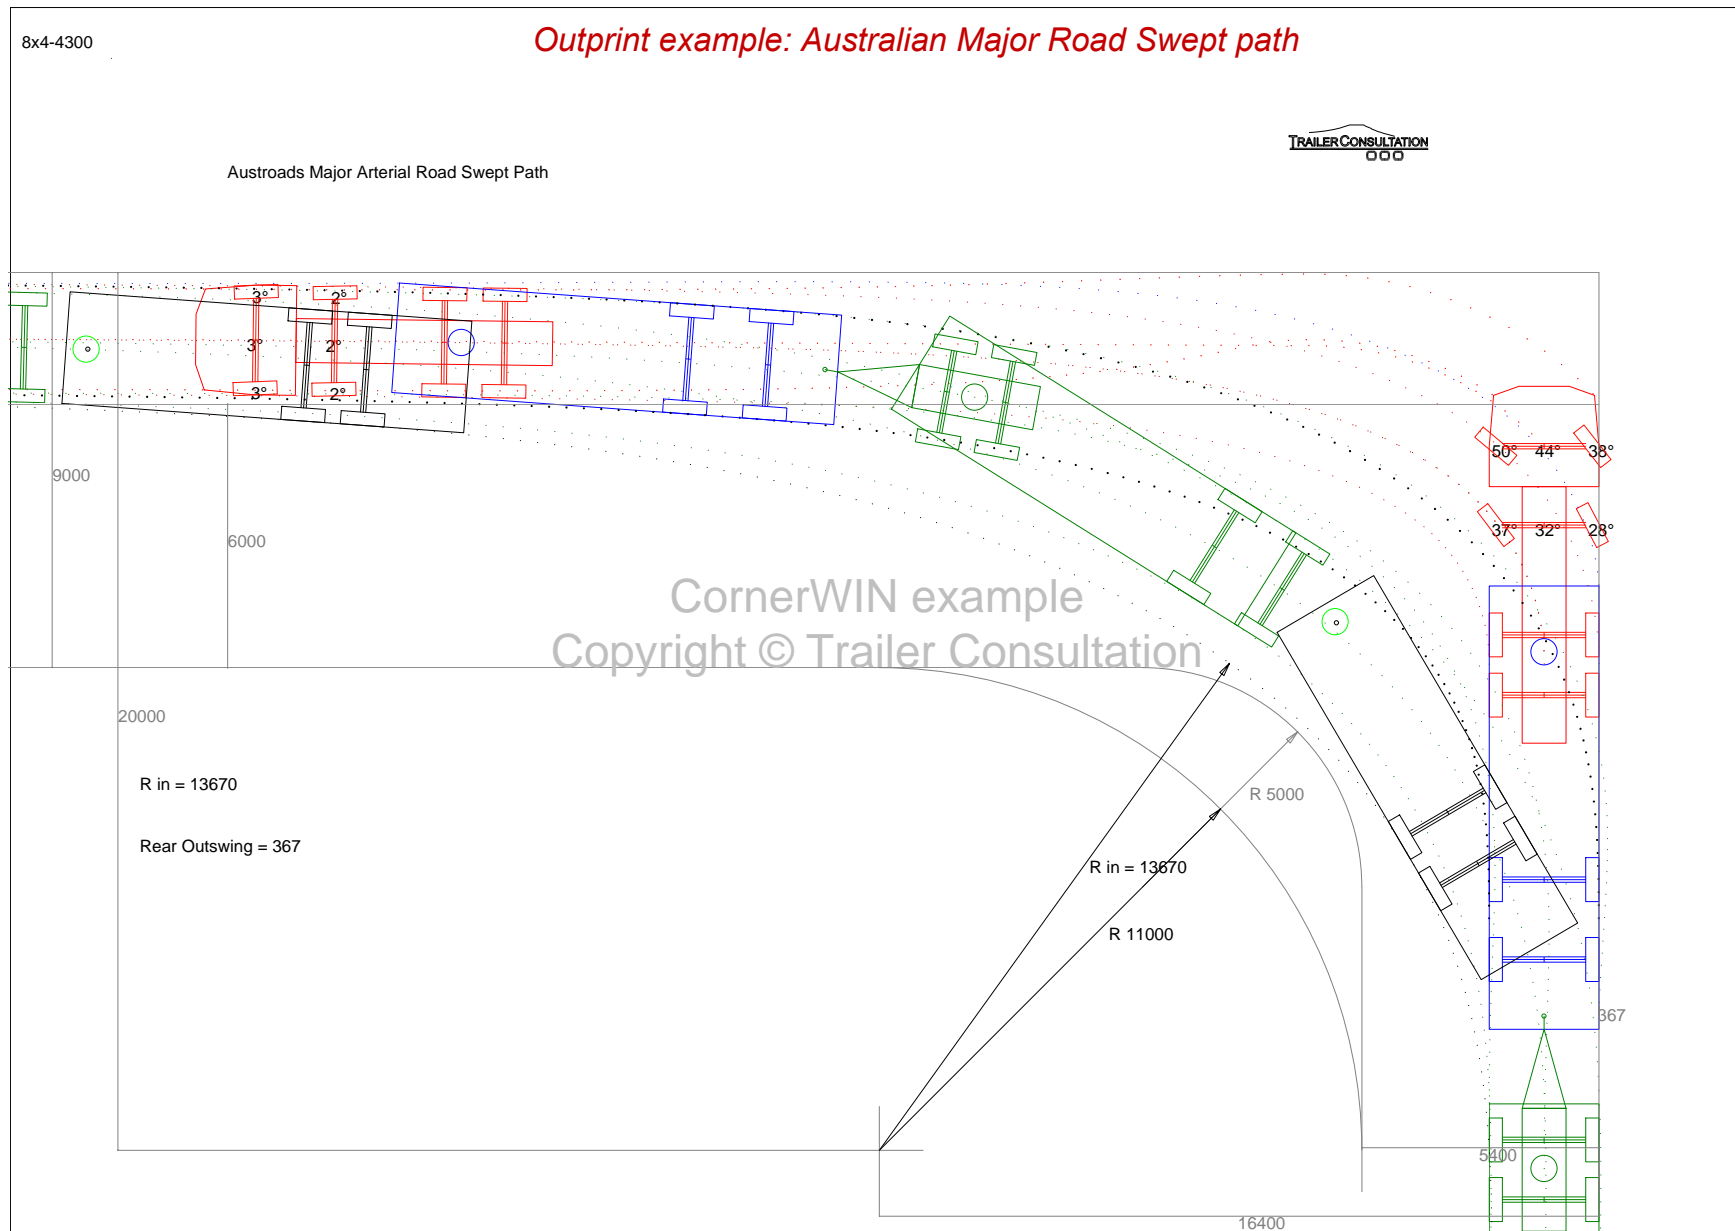 8x4-4300
Outprint example: Australian Major Road Swept path
TRAILERCONSULTATION
Austroads Major Arterial Road Swept Path
3° 2°
3° 2°
3° 2°
50° 44° 38°
9000
37° 32° 28°
6000
CornerWIN example
Copyright © Trailer Consultation
20000
R in = 13670
R 5000
Rear Outswing = 367
R in = 13670
R 11000
367
5400
16400